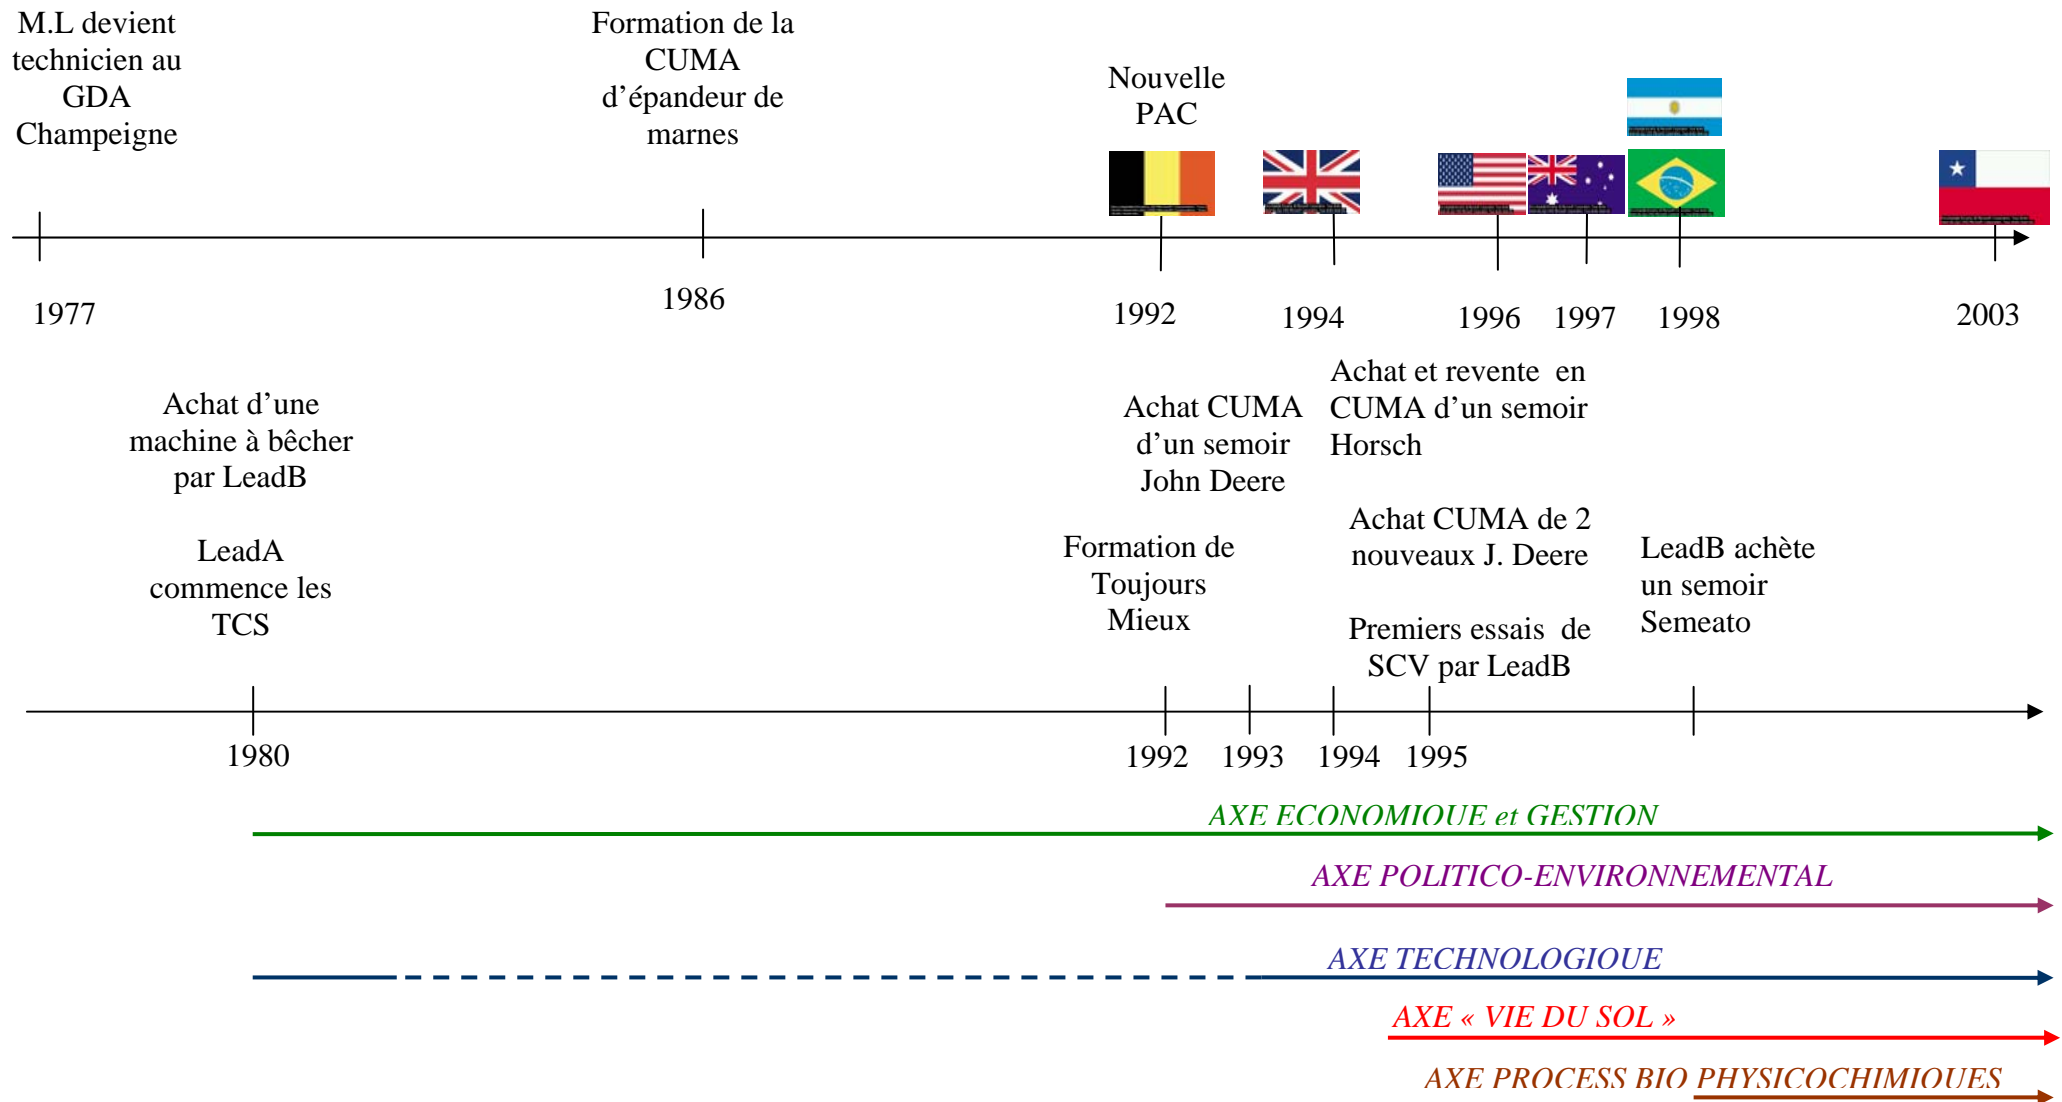 M.L devient
technicien au
GDA
Champeigne
Formation de la
CUMA
d'épandeur de
marnes
Nouvelle
PAC
1977
1986
1992
1994
1996
1997
1998
2003
Achat d'une
machine à bêcher
par LeadB
LeadA
commence les
TCS
Achat CUMA
d'un semoir
John Deere
Formation de
Toujours
Mieux
Achat et revente en
CUMA d'un semoir
Horsch
Achat CUMA de 2
nouveaux J. Deere
Premiers essais de
SCV par LeadB
LeadB achète
un semoir
Semeato
1980
1992
1993
1994
1995
AXE ECONOMIQUE et GESTION
AXE POLITICO-ENVIRONNEMENTAL
AXE TECHNOLOGIQUE
AXE « VIE DU SOL »
AXE PROCESS BIO PHYSICOCHIMIQUES